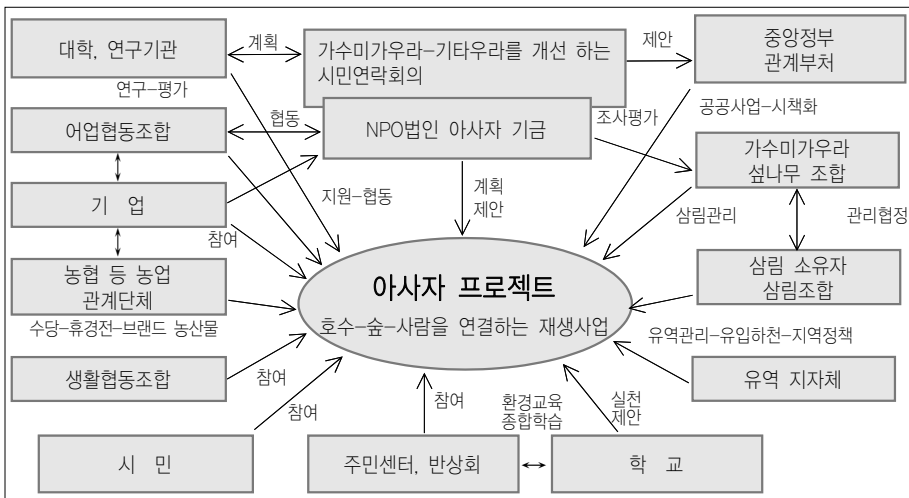 대학, 연구기관
계획
가수미가우라-기타우라를 개선 하는
시민연락회의
제안
중앙정부
관계부처
연구-평가
어업협동조합
협동
NPO법인 아사자 기금
조사평가
공공사업-시책화
가수미가우라
섶나무 조합
기 업
지원-협동
계획
제안
삼림관리
관리협정
참여
농협 등 농업
관계단체
아사자 프로젝트
호수-숲-사람을 연결하는 재생사업
삼림 소유자
삼림조합
수당-휴경전-브랜드 농산물
유역관리-유입하천-지역정책
생활협동조합
참여
유역 지자체
참여
참여
환경교육
종합학습
실천
제안
시 민
주민센터, 반상회
학 교